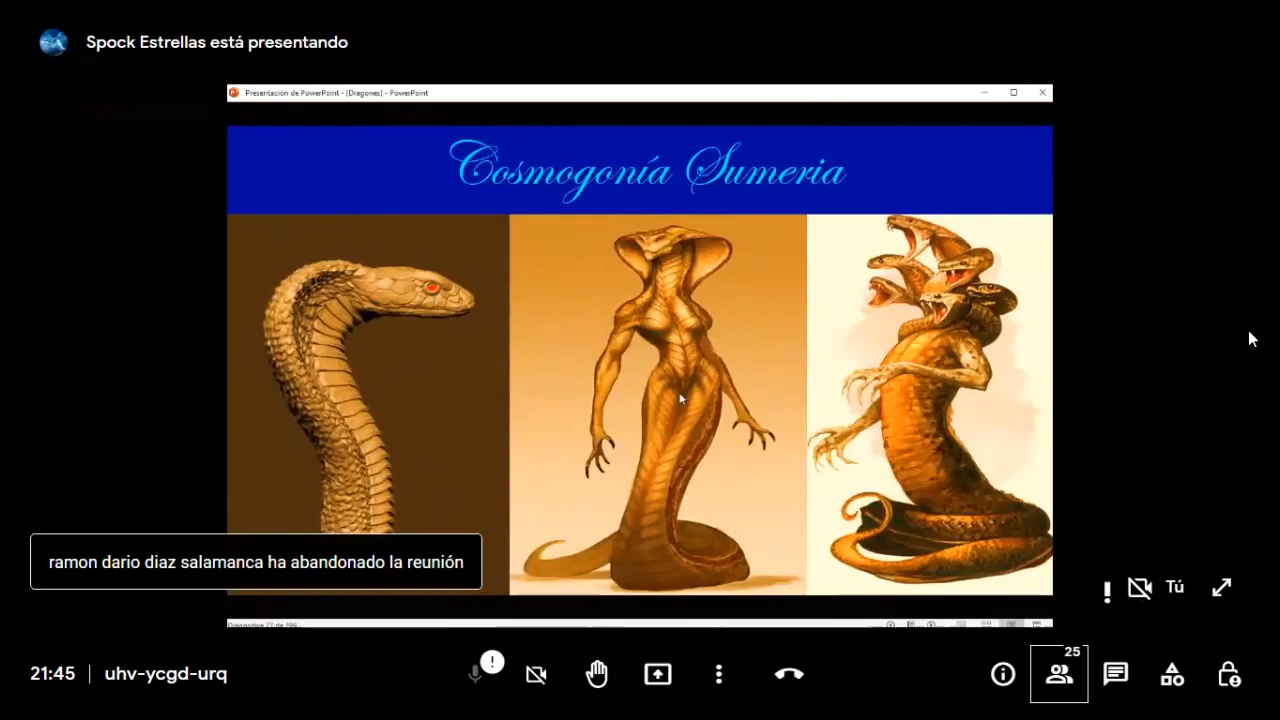 Spock Estrellas está presentando
Presentación de PowerPoint - [Dragones] - PowerPoint
Cosmogonía Sumeria
ramon dario diaz salamanca ha abandonado la reunión
Tú
25
21:45 | uhv-ycgd-urq